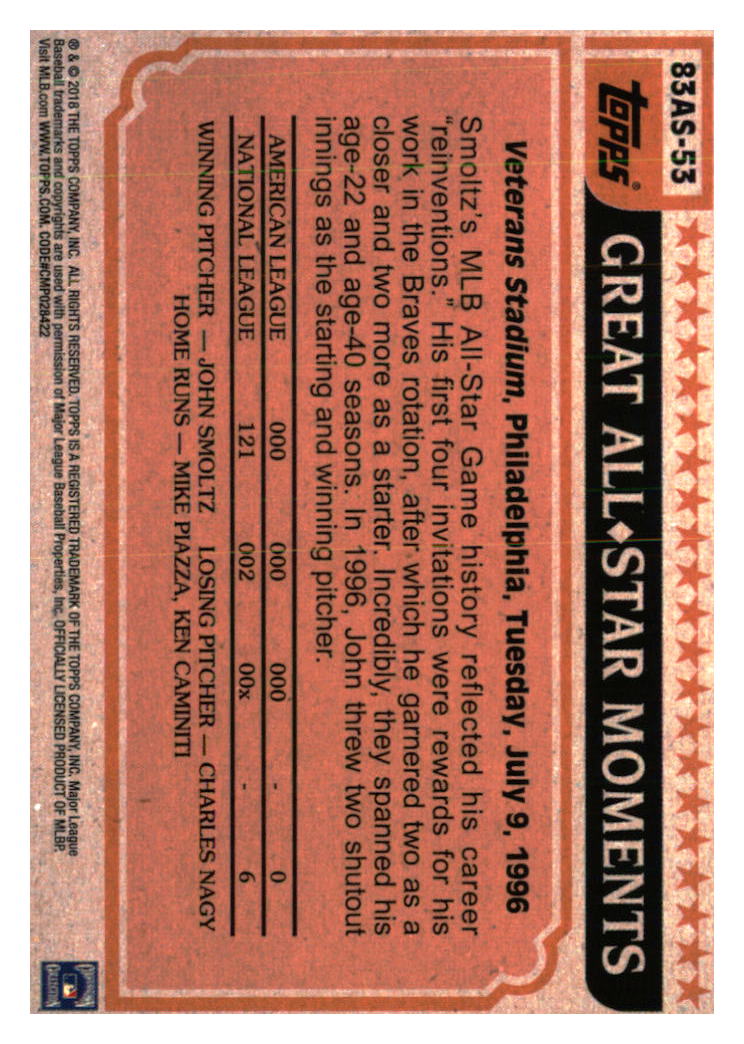 83AS-53
topps®
GREAT ALL◆STAR MOMENTS
Veterans Stadium, Philadelphia, Tuesday, July 9, 1996
Smoltz's MLB All-Star Game history reflected his career
"reinventions." His first four invitations were rewards for his
work in the Braves rotation, after which he garnered two as a
closer and two more as a starter. Incredibly, they spanned his
age-22 and age-40 seasons. In 1996, John threw two shutout
innings as the starting and winning pitcher.
AMERICAN LEAGUE 000 000 000 - 0
NATIONAL LEAGUE 121 002 00x - 6
WINNING PITCHER — JOHN SMOLTZ LOSING PITCHER — CHARLES NAGY
HOME RUNS — MIKE PIAZZA, KEN CAMINITI
® & © 2018 THE TOPPS COMPANY, INC. ALL RIGHTS RESERVED. TOPPS IS A REGISTERED TRADEMARK OF THE TOPPS COMPANY, INC. Major League
Baseball trademarks and copyrights are used with permission of Major League Baseball Properties, Inc. OFFICIALLY LICENSED PRODUCT OF MLBP.
Visit MLB.com WWW.TOPPS.COM. CODE#CMP028422
COOPERSTOWN
COLLECTION